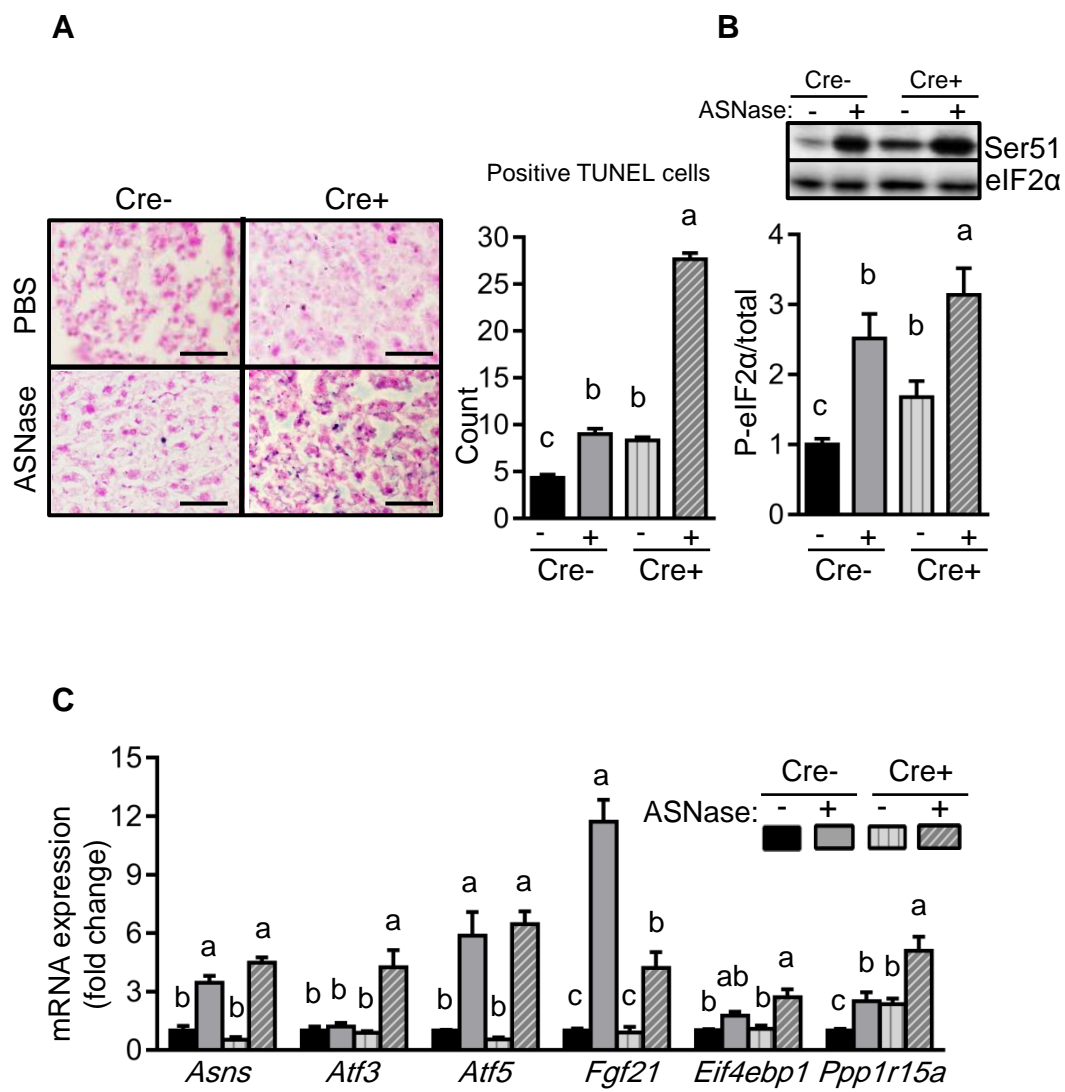 A
Cre-
Cre+
PBS
ASNase
Positive TUNEL cells
Count
30
25
20
15
10
5
0
c
b
b
a
-
+
-
+
Cre-
Cre+
B
Cre-
Cre+
ASNase: - + - +
Ser51
eIF2α
P-eIF2α/total
4
3
2
1
0
c
b
b
a
-
+
-
+
Cre-
Cre+
C
mRNA expression
(fold change)
15
12
9
6
3
0
Cre-
Cre+
ASNase: - + - +
b a b a
b b b a
b a b a
c a c b
b ab b a
c b b a
Asns Atf3 Atf5 Fgf21 Eif4ebp1 Ppp1r15a